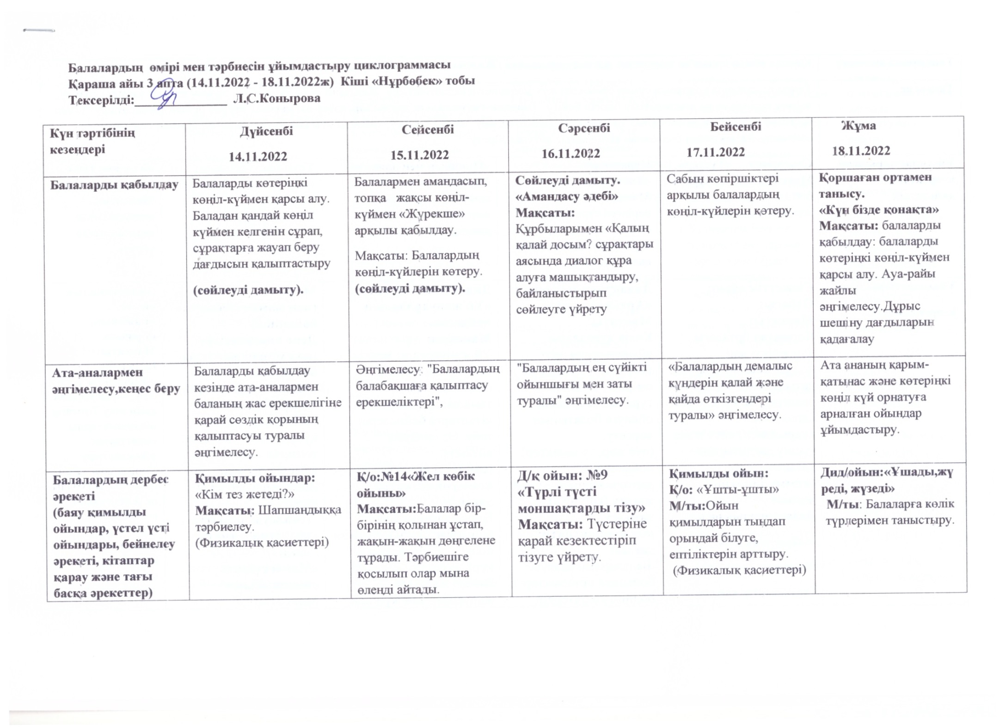 Балалардың өмірі мен тәрбиесін ұйымдастыру циклограммасы
Қараша айы 3 апта (14.11.2022 - 18.11.2022ж) Кіші «Нұрбөбек» тобы
Тексерілді:______________ Л.С.Конырова
Күн тәртібінің
кезеңдері
Дүйсенбі
14.11.2022
Сейсенбі
15.11.2022
Сәрсенбі
16.11.2022
Бейсенбі
17.11.2022
Жұма
18.11.2022
Балаларды қабылдау
Балаларды көтеріңкі
көңіл-күймен қарсы алу.
Баладан қандай көңіл
күймен келгенін сұрап,
сұрақтарға жауап беру
дағдысын қалыптастыру
(сөйлеуді дамыту).
Балалармен амандасып,
топқа жақсы көңіл-
күймен «Жүрекше»
арқылы қабылдау.
Мақсаты: Балалардың
көңіл-күйлерін көтеру.
(сөйлеуді дамыту).
Сөйлеуді дамыту.
«Амандасу әдебі»
Мақсаты:
Құрбыларымен «Қалың
қалай досым? сұрақтары
аясында диалог құра
алуға машықтандыру,
байланыстырып
сөйлеуге үйрету
Сабын көпіршіктері
арқылы балалардың
көңіл-күйлерін көтеру.
Қоршаған ортамен
танысу.
«Күн бізде қонақта»
Мақсаты: балаларды
қабылдау: балаларды
көтеріңкі көңіл-күймен
қарсы алу. Ауа-райы
жайлы
әңгімелесу.Дұрыс
шешіну дағдыларын
қадағалау
Ата-аналармен
әңгімелесу,кеңес беру
Балаларды қабылдау
кезінде ата-аналармен
баланың жас ерекшелігіне
қарай сөздік қорының
қалыптасуы туралы
әңгімелесу.
Әңгімелесу: "Балалардың
балабақшаға қалыптасу
ерекшеліктері",
"Балалардың ең сүйікті
ойыншығы мен заты
туралы" әңгімелесу.
«Балалардың демалыс
күндерін қалай және
қайда өткізгендері
туралы» әңгімелесу.
Ата ананың қарым-
қатынас және көтеріңкі
көңіл күй орнатуға
арналған ойындар
ұйымдастыру.
Балалардың дербес
әрекеті
(баяу қимылды
ойындар, үстел үсті
ойындары, бейнелеу
әрекеті, кітаптар
қарау және тағы
басқа әрекеттер)
Қимылды ойындар:
«Кім тез жетеді?»
Мақсаты: Шапшаңдыққа
тәрбиелеу.
(Физикалық қасиеттері)
Қ/о:№14«Жел көбік
ойыны»
Мақсаты:Балалар бір-
бірінің қолынан ұстап,
жақын-жақын дөңгелене
тұрады. Тәрбиешіге
қосылып олар мына
өлеңді айтады.
Д/қ ойын: №9
«Түрлі түсті
моншақтарды тізу»
Мақсаты: Түстеріне
қарай кезектестіріп
тізуге үйрету.
Қимылды ойын:
Қ/о: «Ұшты-ұшты»
М/ты:Ойын
қимылдарын тыңдап
орындай білуге,
ептіліктерін арттыру.
(Физикалық қасиеттері)
Дид/ойын:«Ұшады,жү
реді, жүзеді»
М/ты: Балаларға көлік
түрлерімен таныстыру.